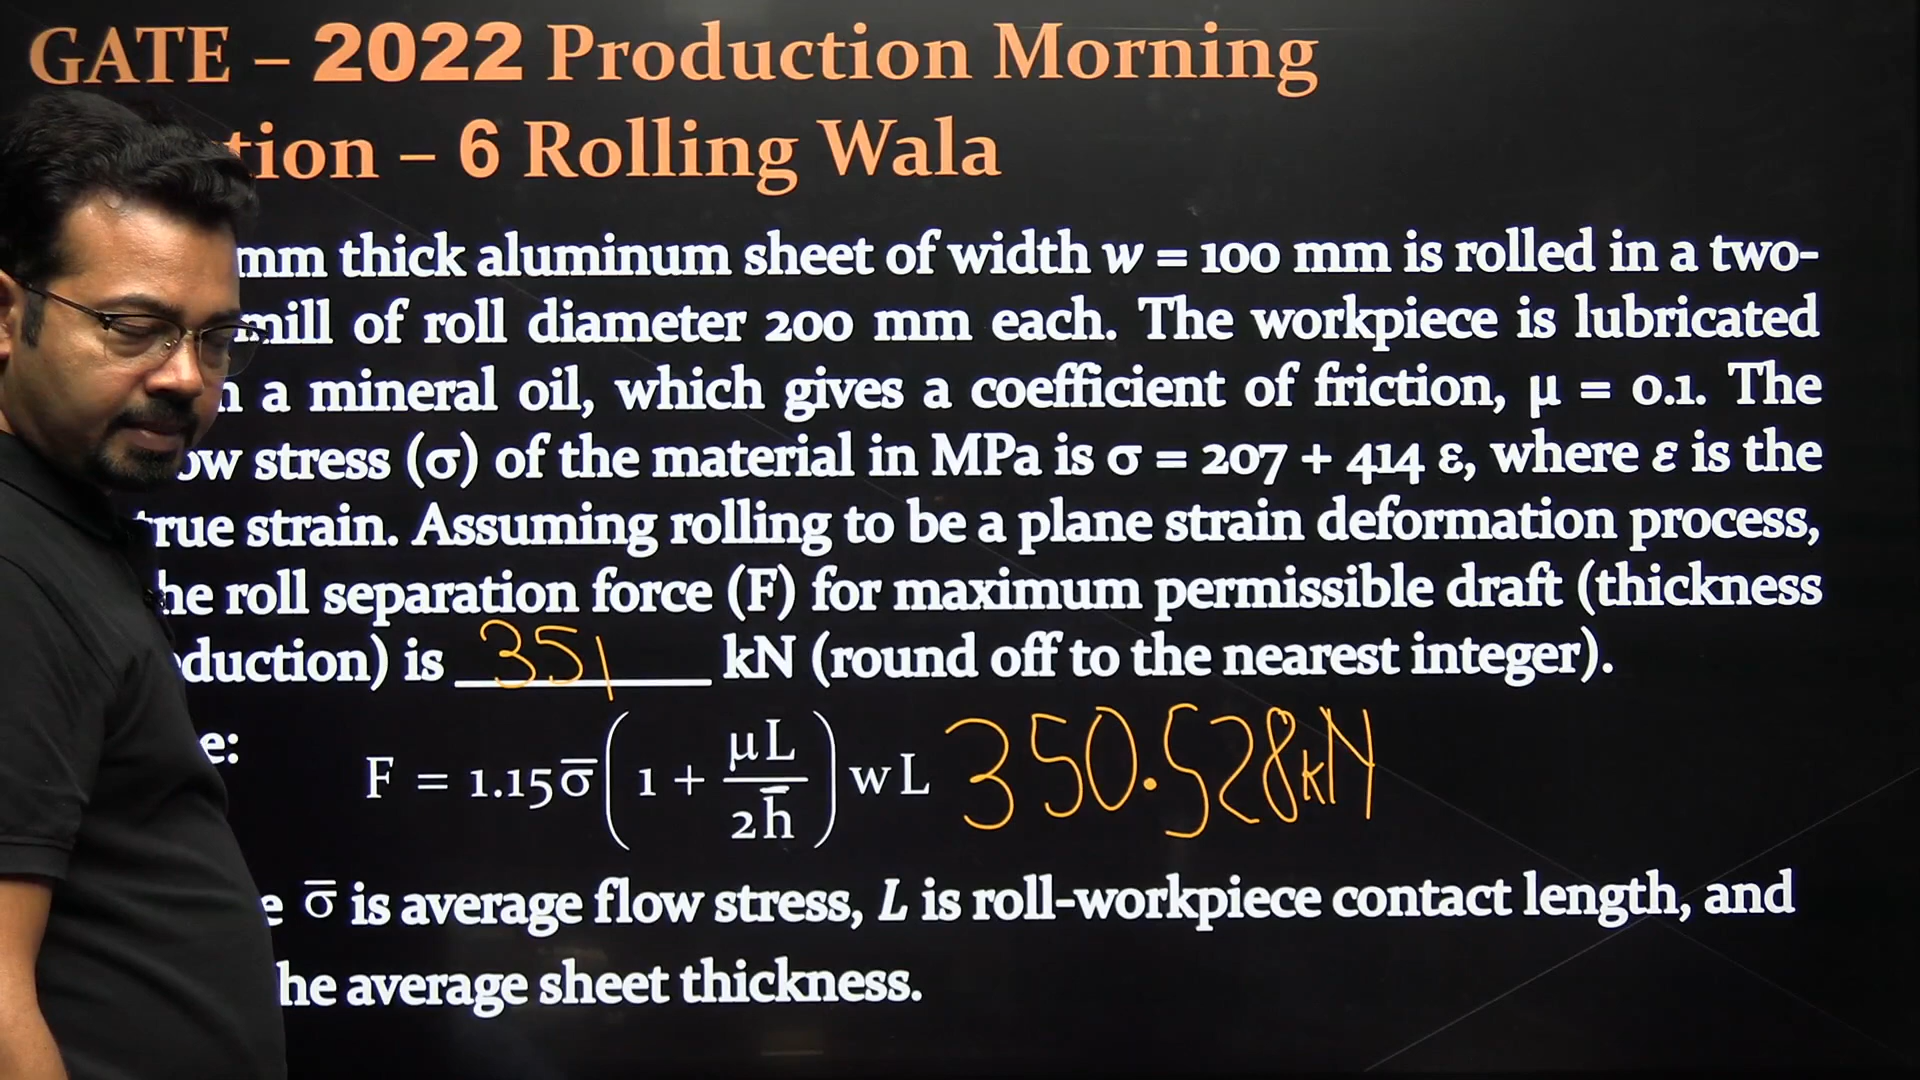 GATE – 2022 Production Morning
tion – 6 Rolling Wala
mm thick aluminum sheet of width w = 100 mm is rolled in a two-
mill of roll diameter 200 mm each. The workpiece is lubricated
a mineral oil, which gives a coefficient of friction, μ = 0.1. The
ow stress (σ) of the material in MPa is σ = 207 + 414 ε, where ε is the
true strain. Assuming rolling to be a plane strain deformation process,
he roll separation force (F) for maximum permissible draft (thickness
duction) is 351 kN (round off to the nearest integer).
e:
F = 1.15 σ̅ ( 1 + μL / 2h̅ ) w L 350.528 kN
e σ̅ is average flow stress, L is roll-workpiece contact length, and
he average sheet thickness.